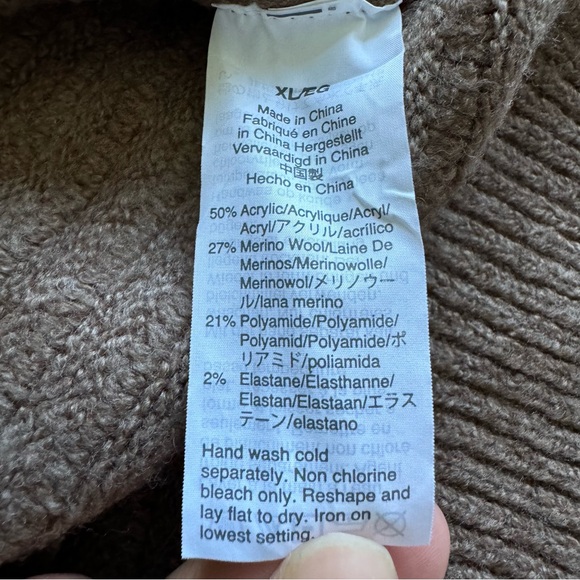 XL/EG
Made in China
Fabriqué en Chine
in China Hergestellt
Vervaardigd in China
中国製
Hecho en China
50% Acrylic/Acrylique/Acryl/
Acryl/アクリル/acrílico
27% Merino Wool/Laine De
Merinos/Merinowolle/
Merinowol/メリノウー
ル/lana merino
21% Polyamide/Polyamide/
Polyamid/Polyamide/ポ
リアミド/poliamida
2% Elastane/Élasthanne/
Elastan/Elastaan/エラス
テーン/elastano
Hand wash cold
separately. Non chlorine
bleach only. Reshape and
lay flat to dry. Iron on
lowest setting.